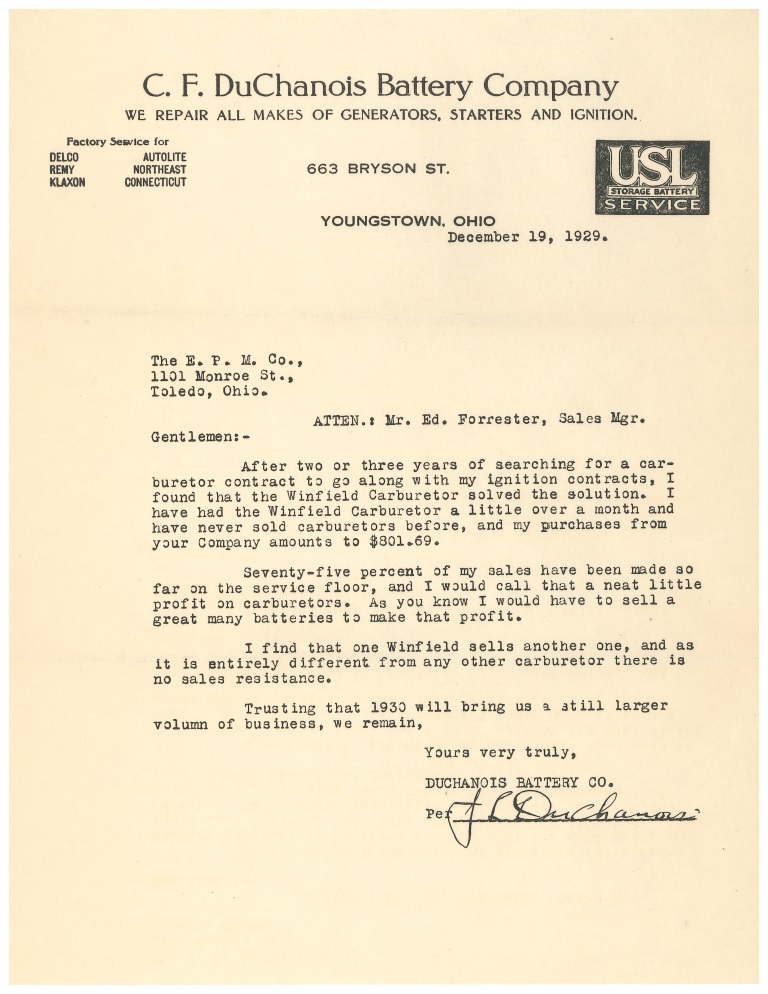 C. F. DuChanois Battery Company
WE REPAIR ALL MAKES OF GENERATORS, STARTERS AND IGNITION.
Factory Service for
DELCO AUTOLITE
REMY NORTHEAST
KLAXON CONNECTICUT
663 BRYSON ST.
USL
STORAGE BATTERY
SERVICE
YOUNGSTOWN, OHIO
December 19, 1929.
The E. P. M. Co.,
1101 Monroe St.,
Toledo, Ohio.
ATTEN.: Mr. Ed. Forrester, Sales Mgr.
Gentlemen:-
After two or three years of searching for a car-
buretor contract to go along with my ignition contracts, I
found that the Winfield Carburetor solved the solution. I
have had the Winfield Carburetor a little over a month and
have never sold carburetors before, and my purchases from
your Company amounts to $801.69.
Seventy-five percent of my sales have been made so
far on the service floor, and I would call that a neat little
profit on carburetors. As you know I would have to sell a
great many batteries to make that profit.
I find that one Winfield sells another one, and as
it is entirely different from any other carburetor there is
no sales resistance.
Trusting that 1930 will bring us a still larger
volumn of business, we remain,
Yours very truly,
DUCHANOIS BATTERY CO.
Per DuChanois